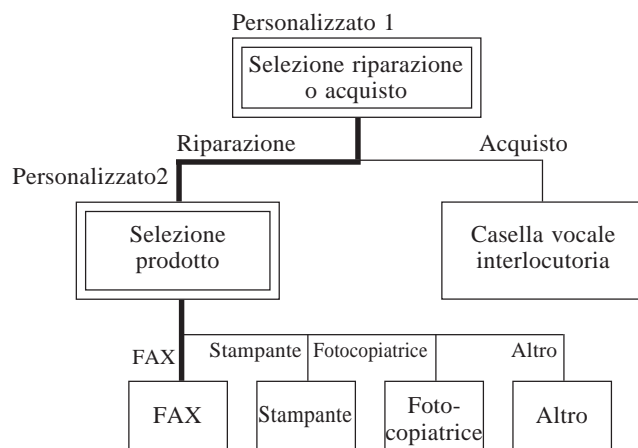 Personalizzato 1
Selezione riparazione
o acquisto
Riparazione
Acquisto
Personalizzato2
Selezione
prodotto
Casella vocale
interlocutoria
FAX
Stampante
Fotocopiatrice
Altro
FAX
Stampante
Foto-
copiatrice
Altro